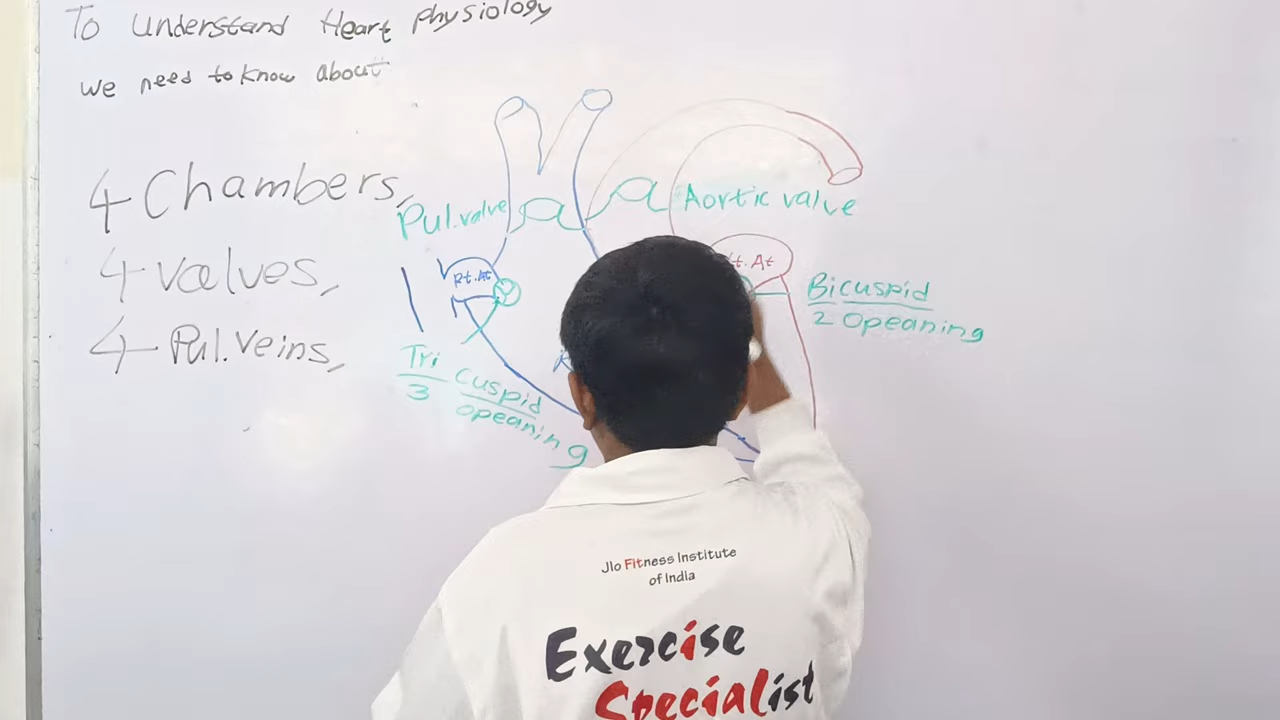 To Understand Heart physiology
we need to know about
4 Chambers,
4 valves,
4 Pul. Veins,
Pul. valve
Aortic valve
Rt. At
t. At
Bicuspid
2 Opeaning
Tri Cuspid
3 opeaning
Jlo Fitness Institute
of India
Exercise
Specialist